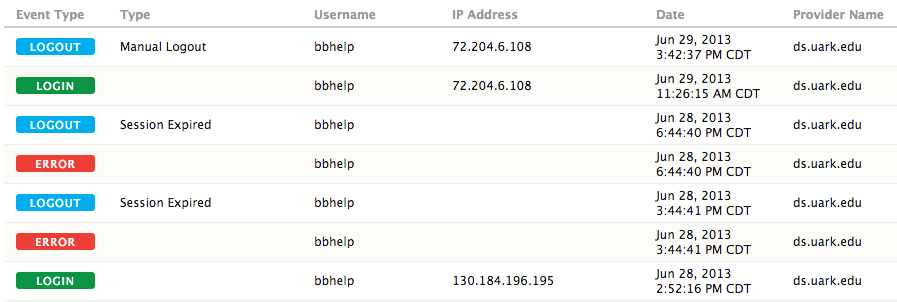 Event Type Type Username IP Address Date Provider Name
LOGOUT Manual Logout bbhelp 72.204.6.108 Jun 29, 2013 3:42:37 PM CDT ds.uark.edu
LOGIN bbhelp 72.204.6.108 Jun 29, 2013 11:26:15 AM CDT ds.uark.edu
LOGOUT Session Expired bbhelp Jun 28, 2013 6:44:40 PM CDT ds.uark.edu
ERROR bbhelp Jun 28, 2013 6:44:40 PM CDT ds.uark.edu
LOGOUT Session Expired bbhelp Jun 28, 2013 3:44:41 PM CDT ds.uark.edu
ERROR bbhelp Jun 28, 2013 3:44:41 PM CDT ds.uark.edu
LOGIN bbhelp 130.184.196.195 Jun 28, 2013 2:52:16 PM CDT ds.uark.edu